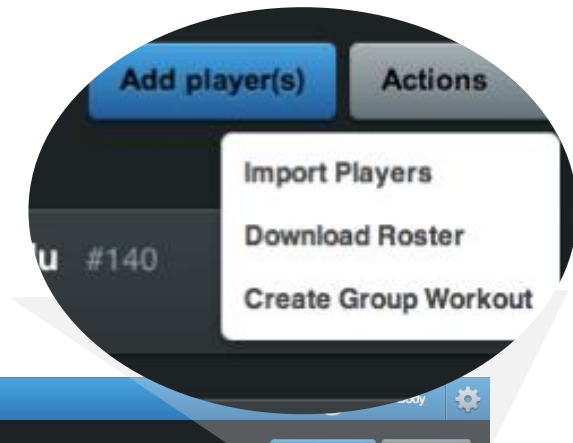 Add player(s) Actions
Import Players
Download Roster
u #140
Create Group Workout